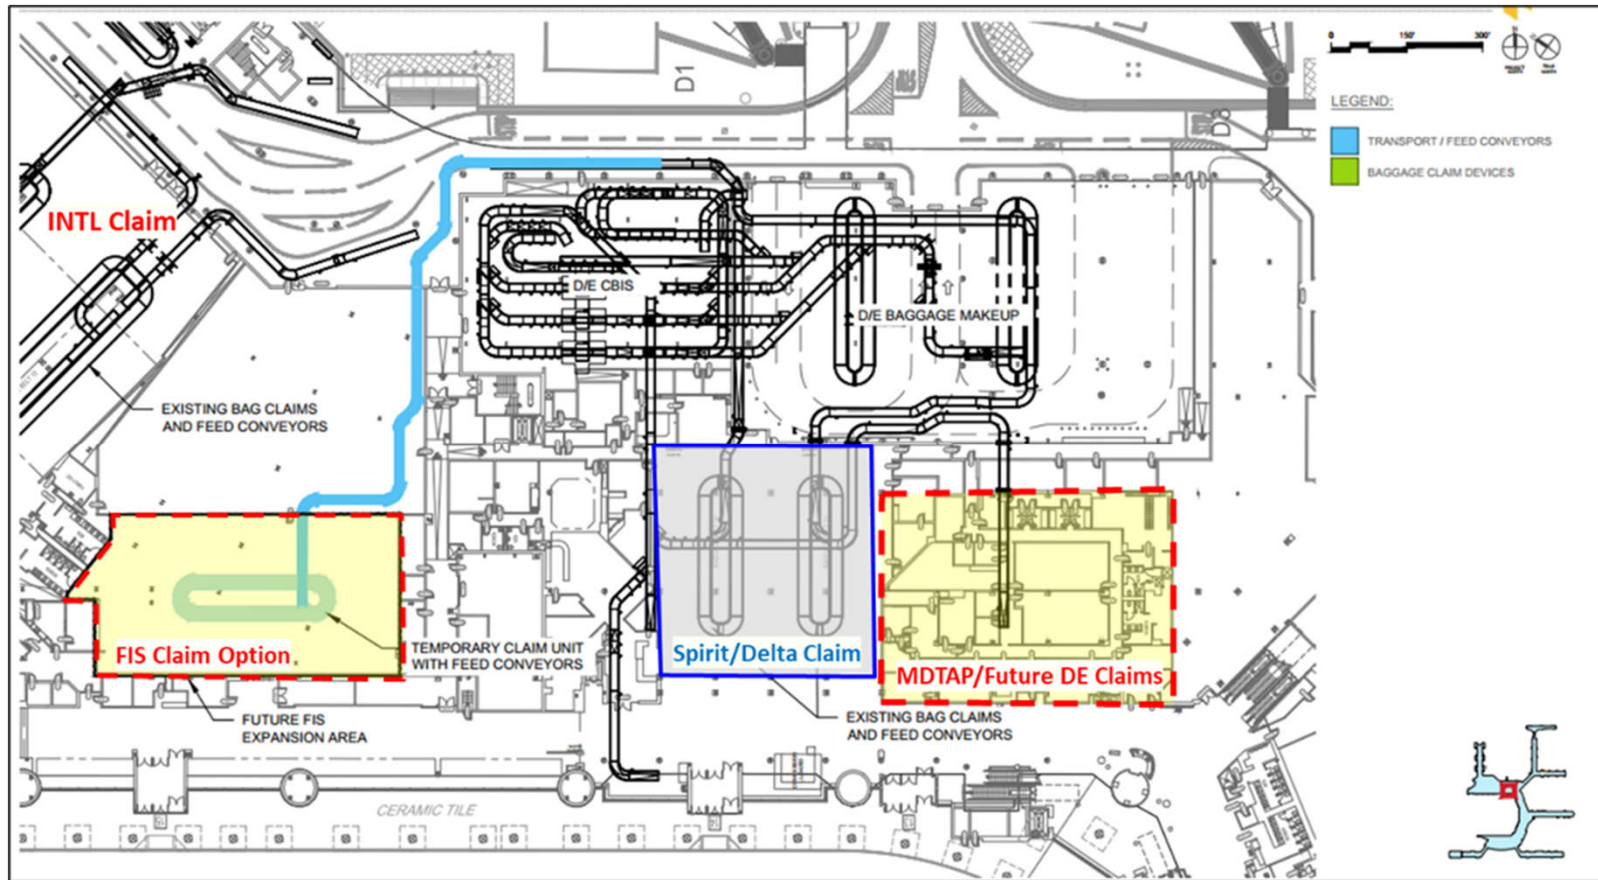 0 150' 300'
D1
LEGEND:
TRANSPORT / FEED CONVEYORS
BAGGAGE CLAIM DEVICES
INTL Claim
D/E CBIS
D/E BAGGAGE MAKEUP
EXISTING BAG CLAIMS
AND FEED CONVEYORS
FIS Claim Option
TEMPORARY CLAIM UNIT
WITH FEED CONVEYORS
Spirit/Delta Claim
MDTAP/Future DE Claims
FUTURE FIS
EXPANSION AREA
EXISTING BAG CLAIMS
AND FEED CONVEYORS
CERAMIC TILE